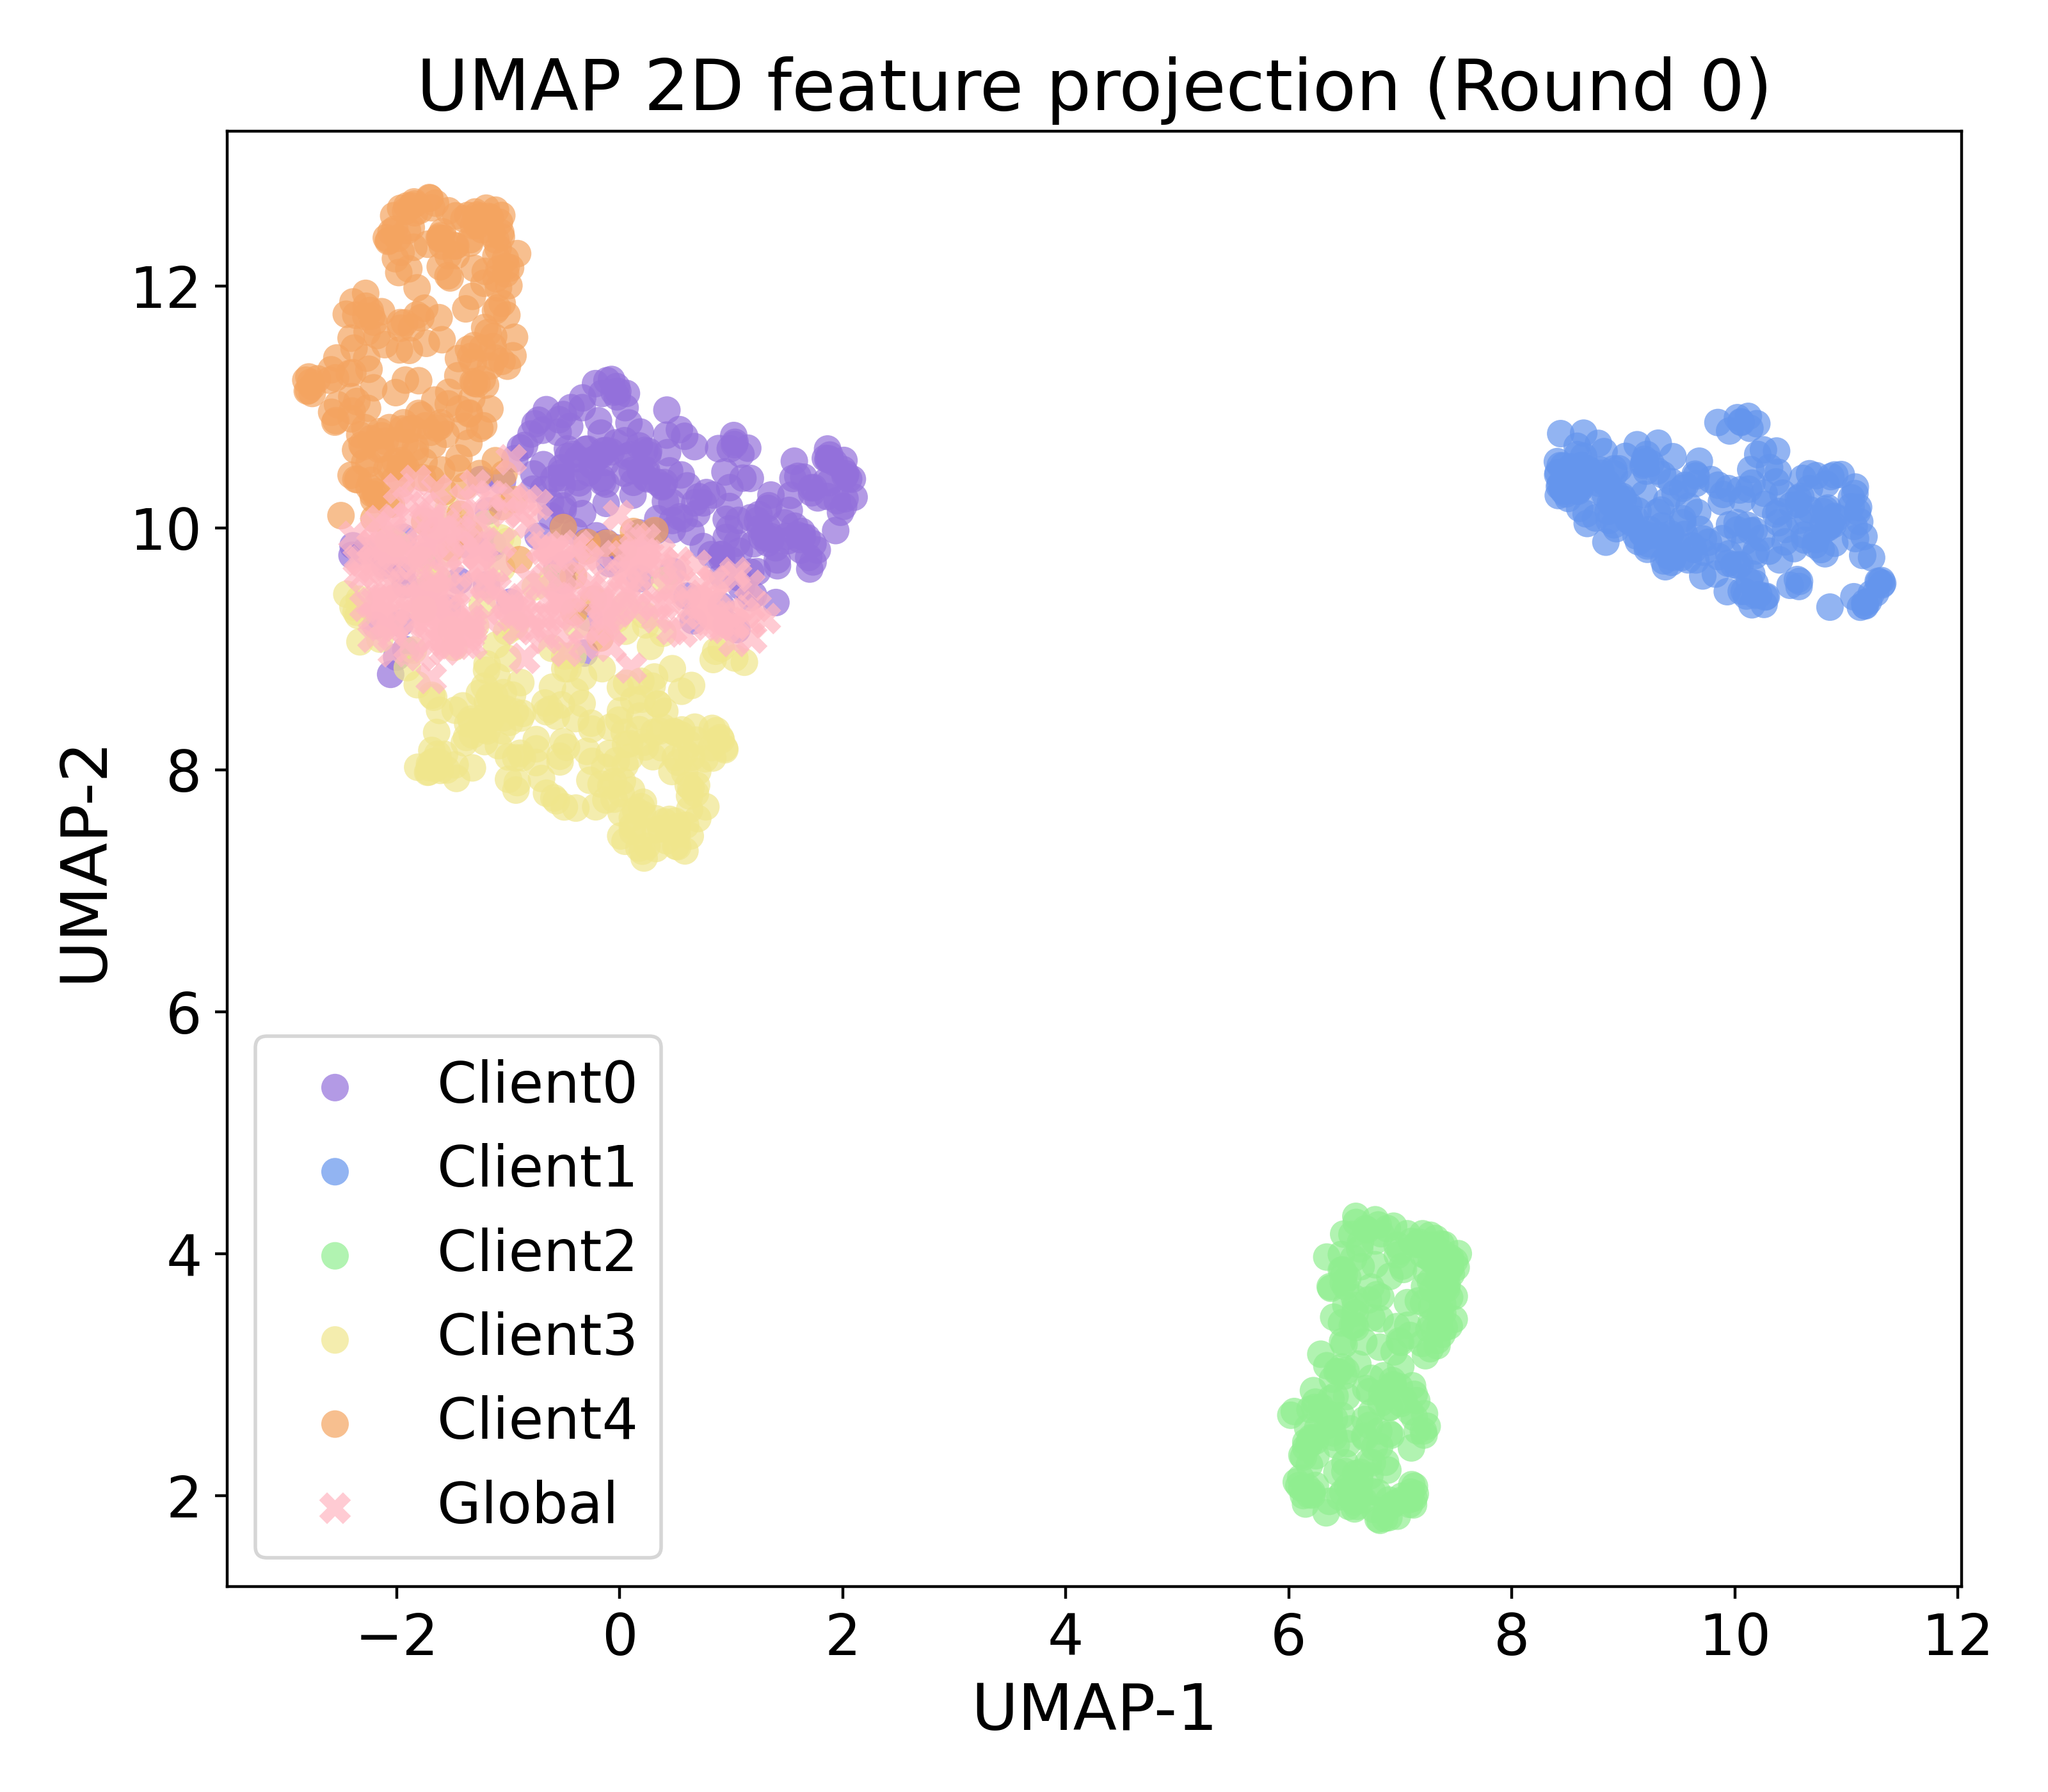 UMAP 2D feature projection (Round 0)
12
10
8
6
4
2
UMAP-2
Client0
Client1
Client2
Client3
Client4
Global
−2 0 2 4 6 8 10 12
UMAP-1